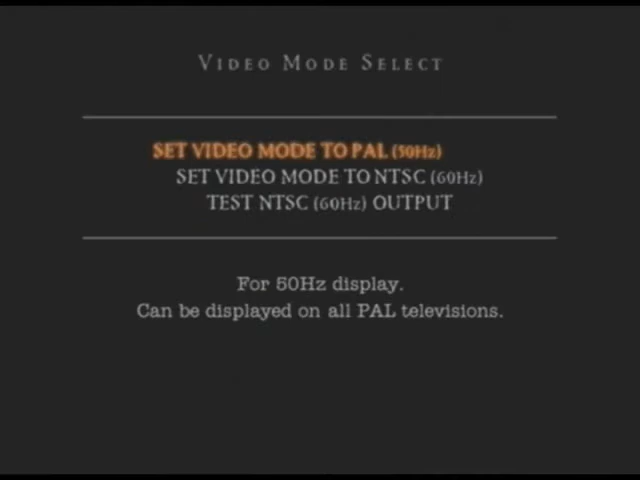 VIDEO MODE SELECT
SET VIDEO MODE TO PAL (50Hz)
SET VIDEO MODE TO NTSC (60Hz)
TEST NTSC (60Hz) OUTPUT
For 50Hz display.
Can be displayed on all PAL televisions.